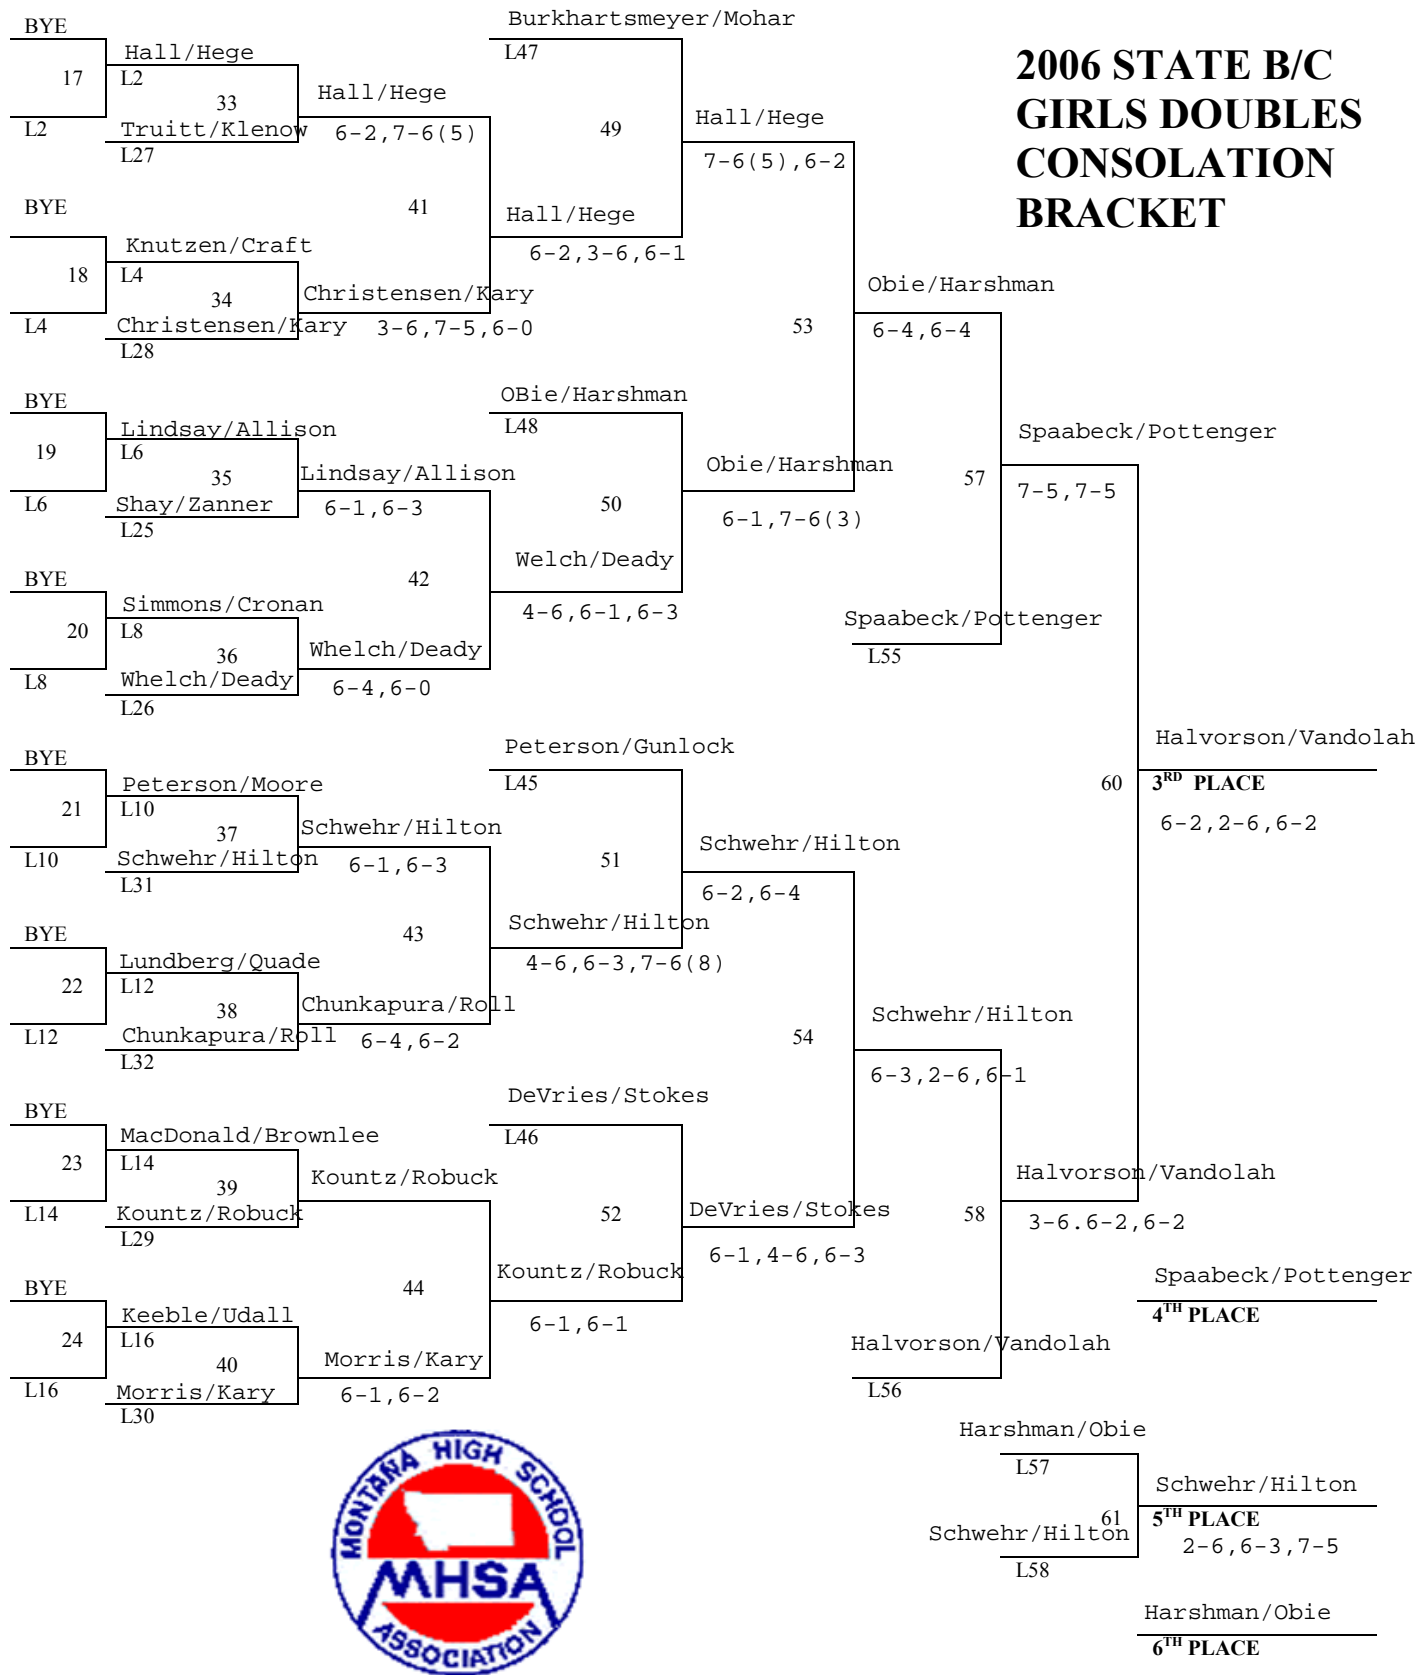 2006 STATE B/C
GIRLS DOUBLES
CONSOLATION
BRACKET
BYE
17
L2
Hall/Hege
L2
33
Truitt/Klenow
L27
Hall/Hege
6-2,7-6(5)
BYE
18
L4
Knutzen/Craft
L4
34
Christensen/Kary
L28
Christensen/Kary
3-6,7-5,6-0
41
Hall/Hege
6-2,3-6,6-1
Burkhartsmeyer/Mohar
L47
49
Hall/Hege
7-6(5),6-2
BYE
19
L6
Lindsay/Allison
L6
35
Shay/Zanner
L25
Lindsay/Allison
6-1,6-3
BYE
20
L8
Simmons/Cronan
L8
36
Whelch/Deady
L26
Whelch/Deady
6-4,6-0
42
Welch/Deady
4-6,6-1,6-3
OBie/Harshman
L48
50
Obie/Harshman
6-1,7-6(3)
53
Obie/Harshman
6-4,6-4
57
Spaabeck/Pottenger
L55
Spaabeck/Pottenger
7-5,7-5
BYE
21
L10
Peterson/Moore
L10
37
Schwehr/Hilton
L31
Schwehr/Hilton
6-1,6-3
BYE
22
L12
Lundberg/Quade
L12
38
Chunkapura/Roll
L32
Chunkapura/Roll
6-4,6-2
43
Schwehr/Hilton
4-6,6-3,7-6(8)
Peterson/Gunlock
L45
51
Schwehr/Hilton
6-2,6-4
BYE
23
L14
MacDonald/Brownlee
L14
39
Kountz/Robuck
L29
Kountz/Robuck
BYE
24
L16
Keeble/Udall
L16
40
Morris/Kary
L30
Morris/Kary
6-1,6-2
44
Kountz/Robuck
6-1,6-1
DeVries/Stokes
L46
52
DeVries/Stokes
6-1,4-6,6-3
54
Schwehr/Hilton
6-3,2-6,6-1
58
Halvorson/Vandolah
L56
Halvorson/Vandolah
3-6.6-2,6-2
60
Halvorson/Vandolah
3RD PLACE
6-2,2-6,6-2
Spaabeck/Pottenger
4TH PLACE
Harshman/Obie
L57
61
Schwehr/Hilton
L58
Schwehr/Hilton
5TH PLACE
2-6,6-3,7-5
Harshman/Obie
6TH PLACE
MONTANA HIGH SCHOOL
MHSA
ASSOCIATION